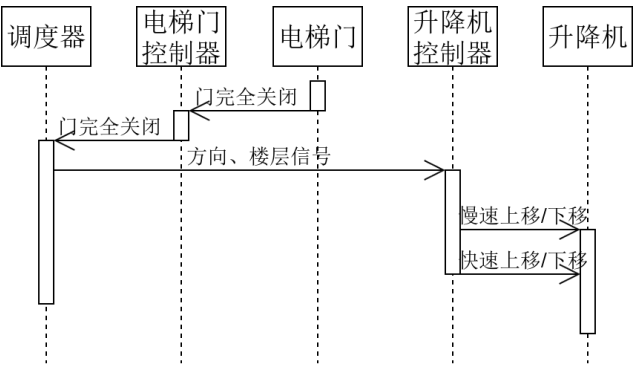 调度器
电梯门
控制器
电梯门
升降机
控制器
升降机
门完全关闭
门完全关闭
方向、楼层信号
慢速上移/下移
快速上移/下移